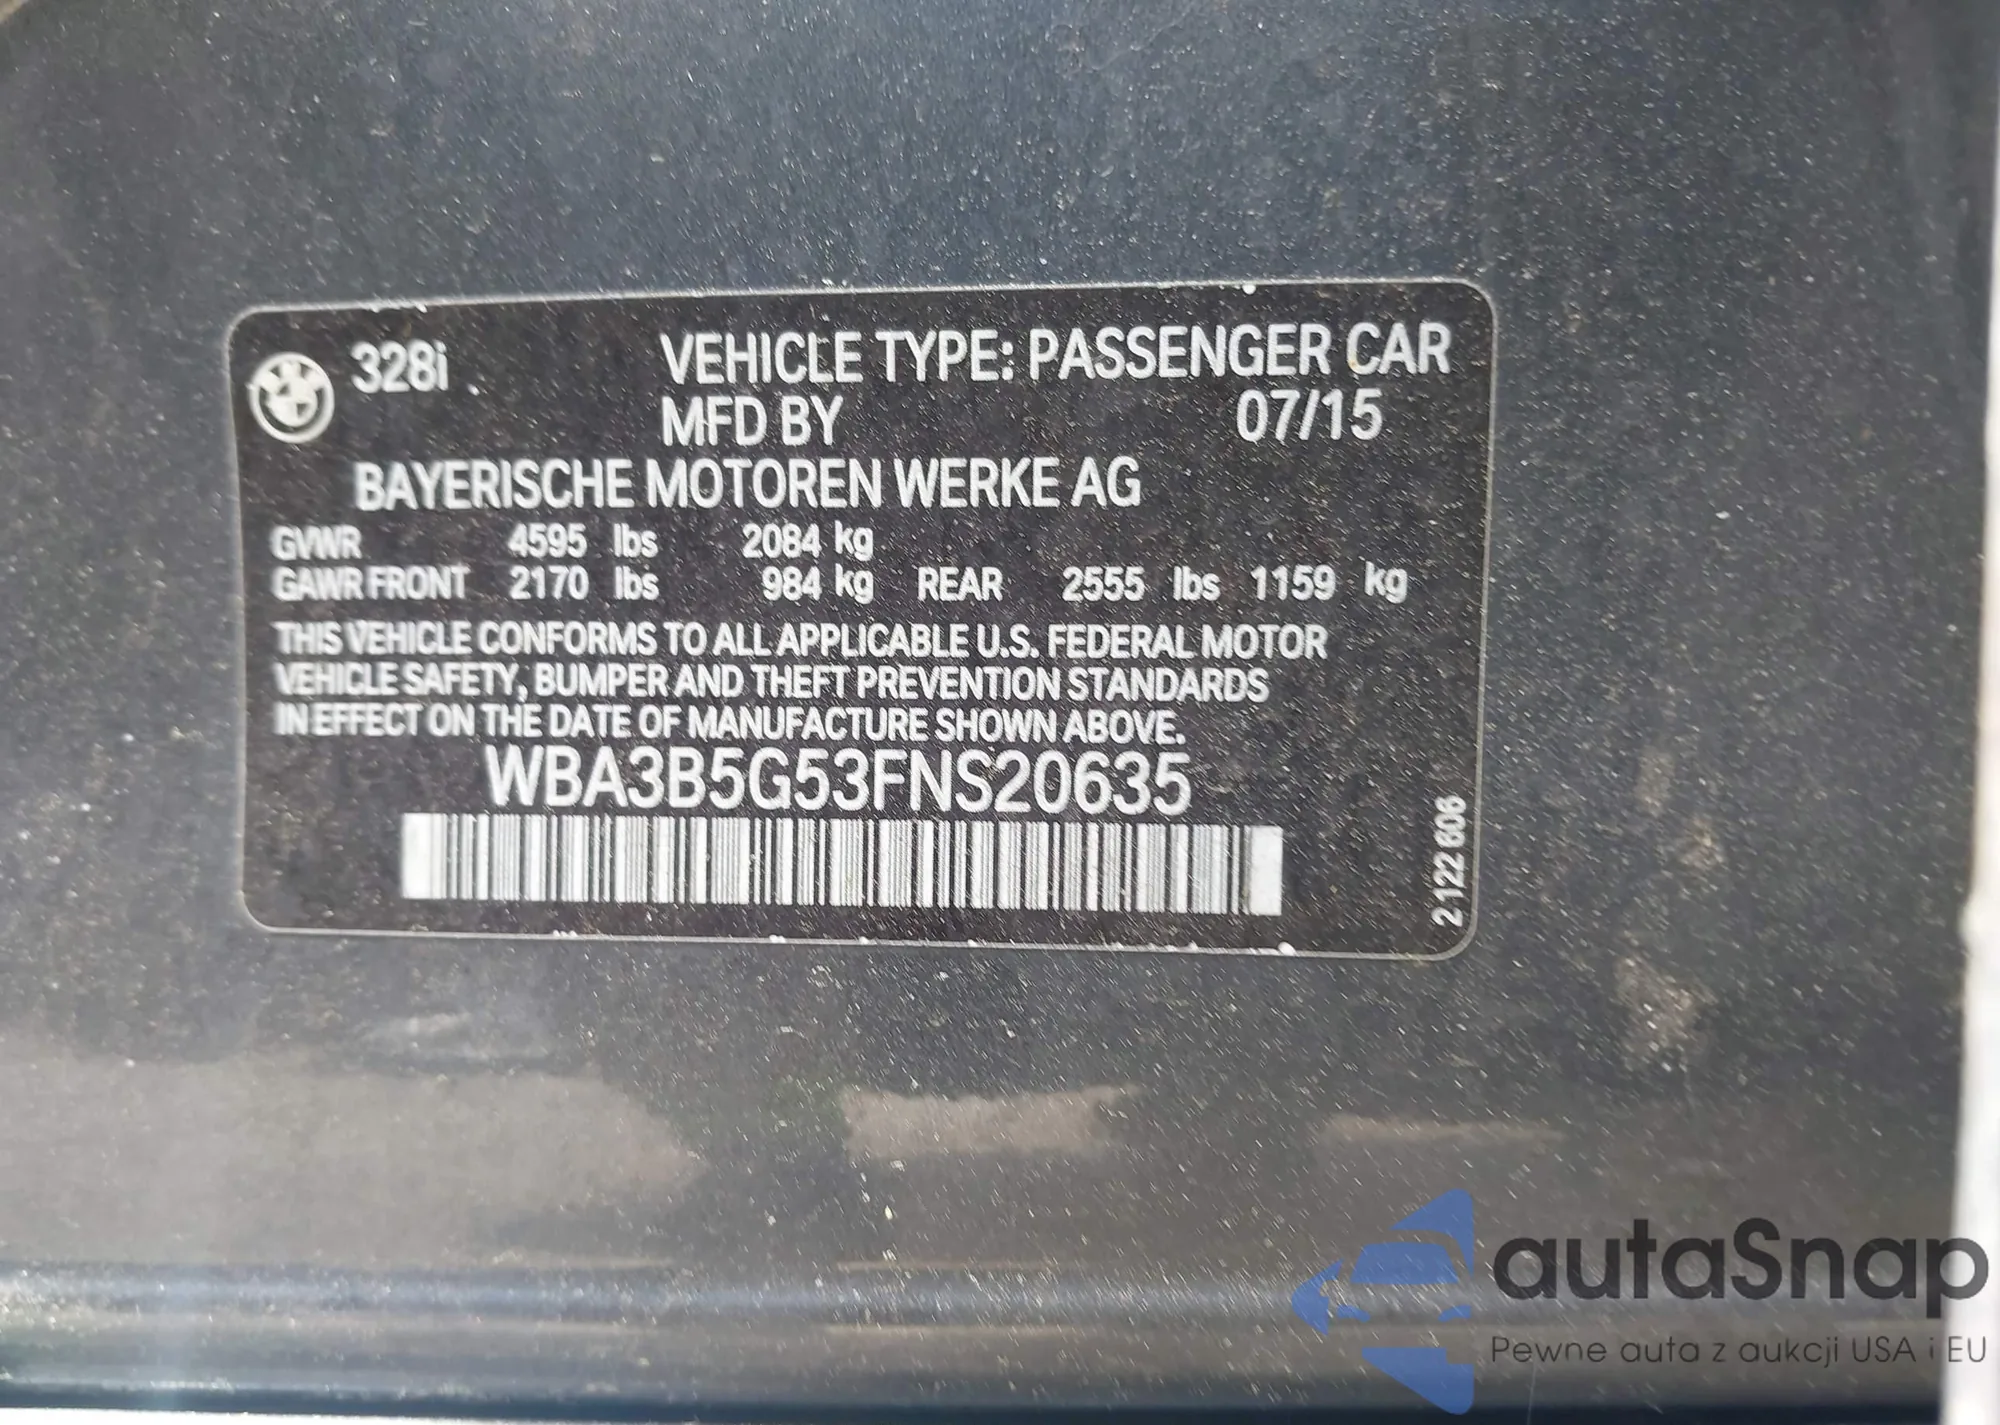 328i
VEHICLE TYPE: PASSENGER CAR
MFD BY 07/15
BAYERISCHE MOTOREN WERKE AG
GVWR 4595 lbs 2084 kg
GAWR FRONT 2170 lbs 984 kg REAR 2555 lbs 1159 kg
THIS VEHICLE CONFORMS TO ALL APPLICABLE U.S. FEDERAL MOTOR
VEHICLE SAFETY, BUMPER AND THEFT PREVENTION STANDARDS
IN EFFECT ON THE DATE OF MANUFACTURE SHOWN ABOVE.
WBA3B5G53FNS20635
2 122 606
autaSnap
Pewne auta z aukcji USA i EU